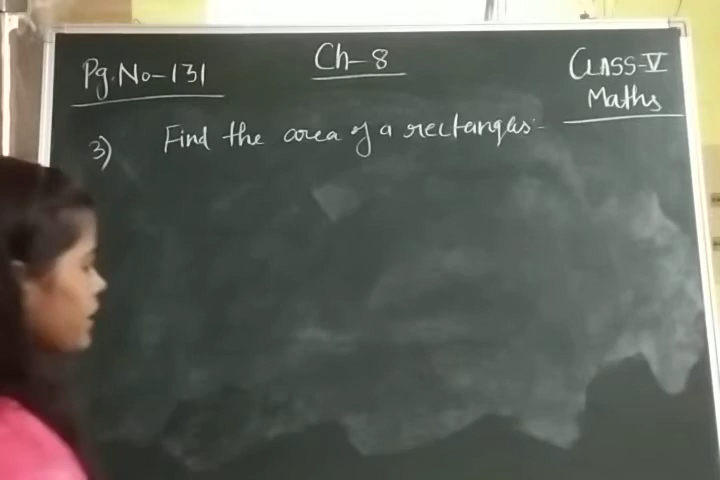 Pg. No-131
Ch-8
CLASS-V
Maths
3) Find the area of a rectangles:-